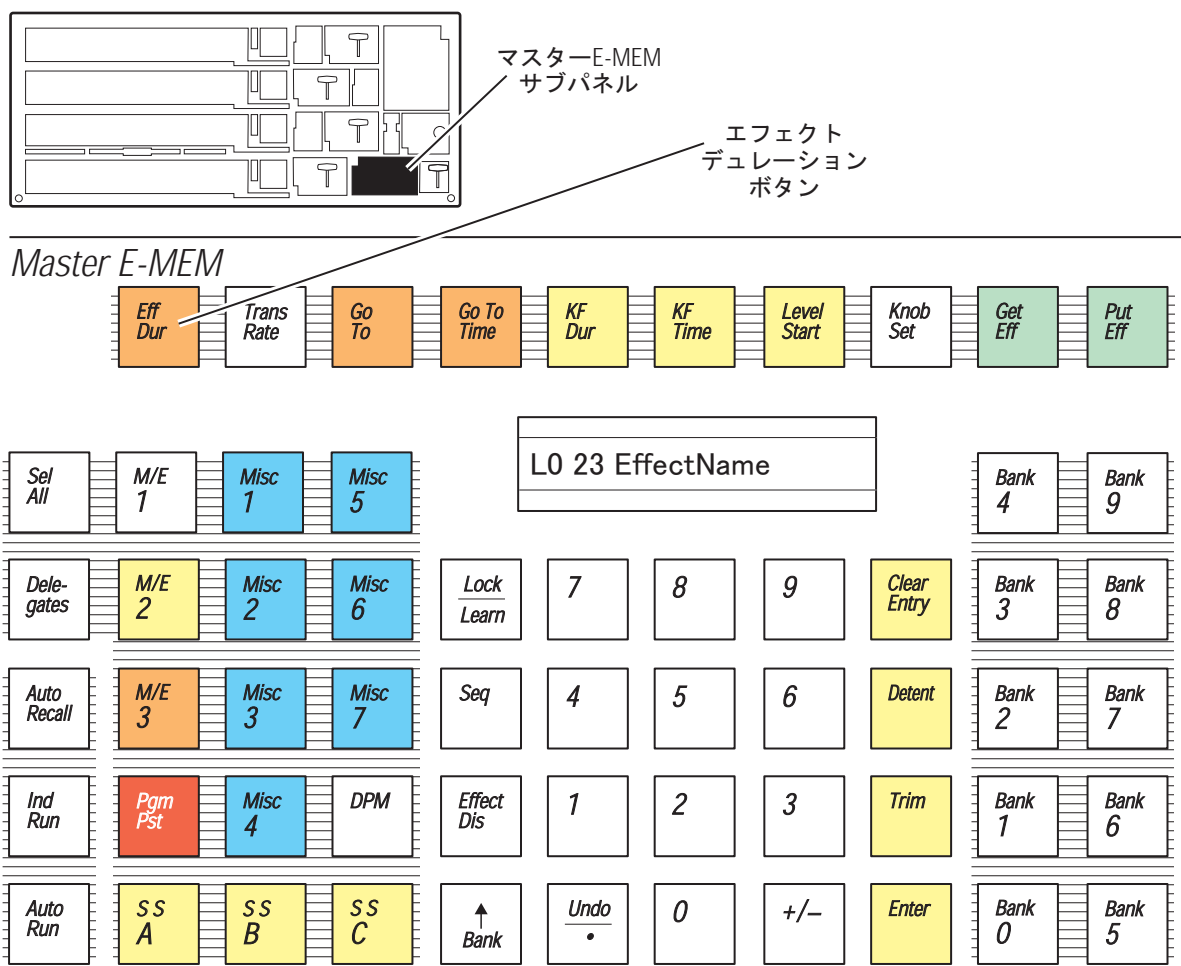 マスターE-MEM
サブパネル
エフェクト
デュレーション
ボタン
Master E-MEM
Eff
Dur
Trans
Rate
Go
To
Go To
Time
KF
Dur
KF
Time
Level
Start
Knob
Set
Get
Eff
Put
Eff
L0 23 EffectName
Sel
All
M/E
1
Misc
1
Misc
5
Bank
4
Bank
9
Dele-
gates
M/E
2
Misc
2
Misc
6
Lock
Learn
7
8
9
Clear
Entry
Bank
3
Bank
8
Auto
Recall
M/E
3
Misc
3
Misc
7
Seq
4
5
6
Detent
Bank
2
Bank
7
Ind
Run
Pgm
Pst
Misc
4
DPM
Effect
Dis
1
2
3
Trim
Bank
1
Bank
6
Auto
Run
S S
A
S S
B
S S
C
↑
Bank
Undo
•
0
+/–
Enter
Bank
0
Bank
5